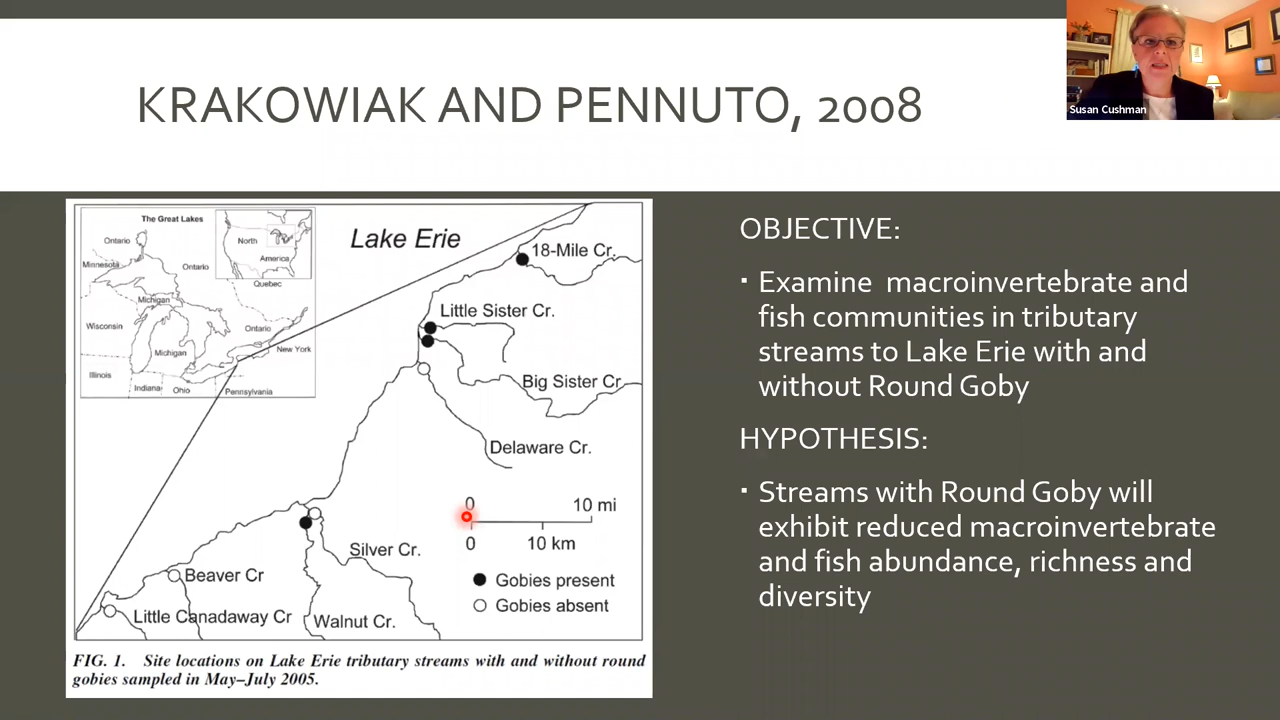 KRAKOWIAK AND PENNUTO, 2008
Susan Cushman
The Great Lakes
Ontario
Minnesota
Ontario
North
America
Quebec
Michigan
Wisconsin
Ontario
Michigan
New York
Illinois
Indiana
Ohio
Pennsylvania
Lake Erie
18-Mile Cr.
Little Sister Cr.
Big Sister Cr
Delaware Cr.
0 10 mi
0 10 km
Silver Cr.
Beaver Cr
Little Canadaway Cr
Walnut Cr.
Gobies present
Gobies absent
FIG. 1. Site locations on Lake Erie tributary streams with and without round
gobies sampled in May–July 2005.
OBJECTIVE:
▪ Examine macroinvertebrate and
fish communities in tributary
streams to Lake Erie with and
without Round Goby
HYPOTHESIS:
▪ Streams with Round Goby will
exhibit reduced macroinvertebrate
and fish abundance, richness and
diversity